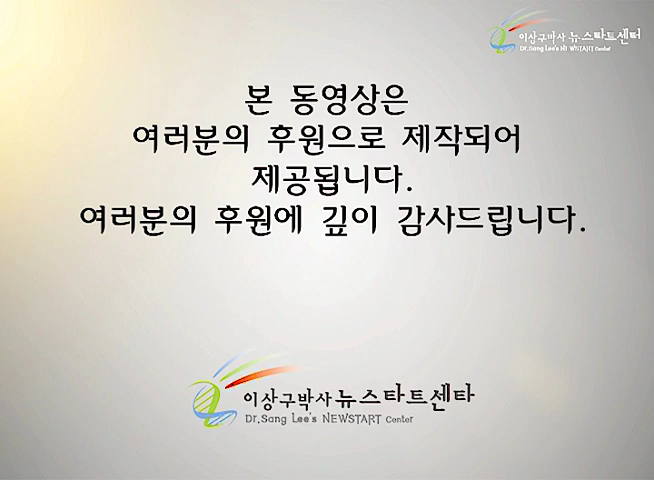 이상구박사 뉴스타트센터
Dr.Sang Lee's NEWSTART Center
본 동영상은
여러분의 후원으로 제작되어
제공됩니다.
여러분의 후원에 깊이 감사드립니다.
이상구박사 뉴스타트센타
Dr.Sang Lee's NEWSTART Center